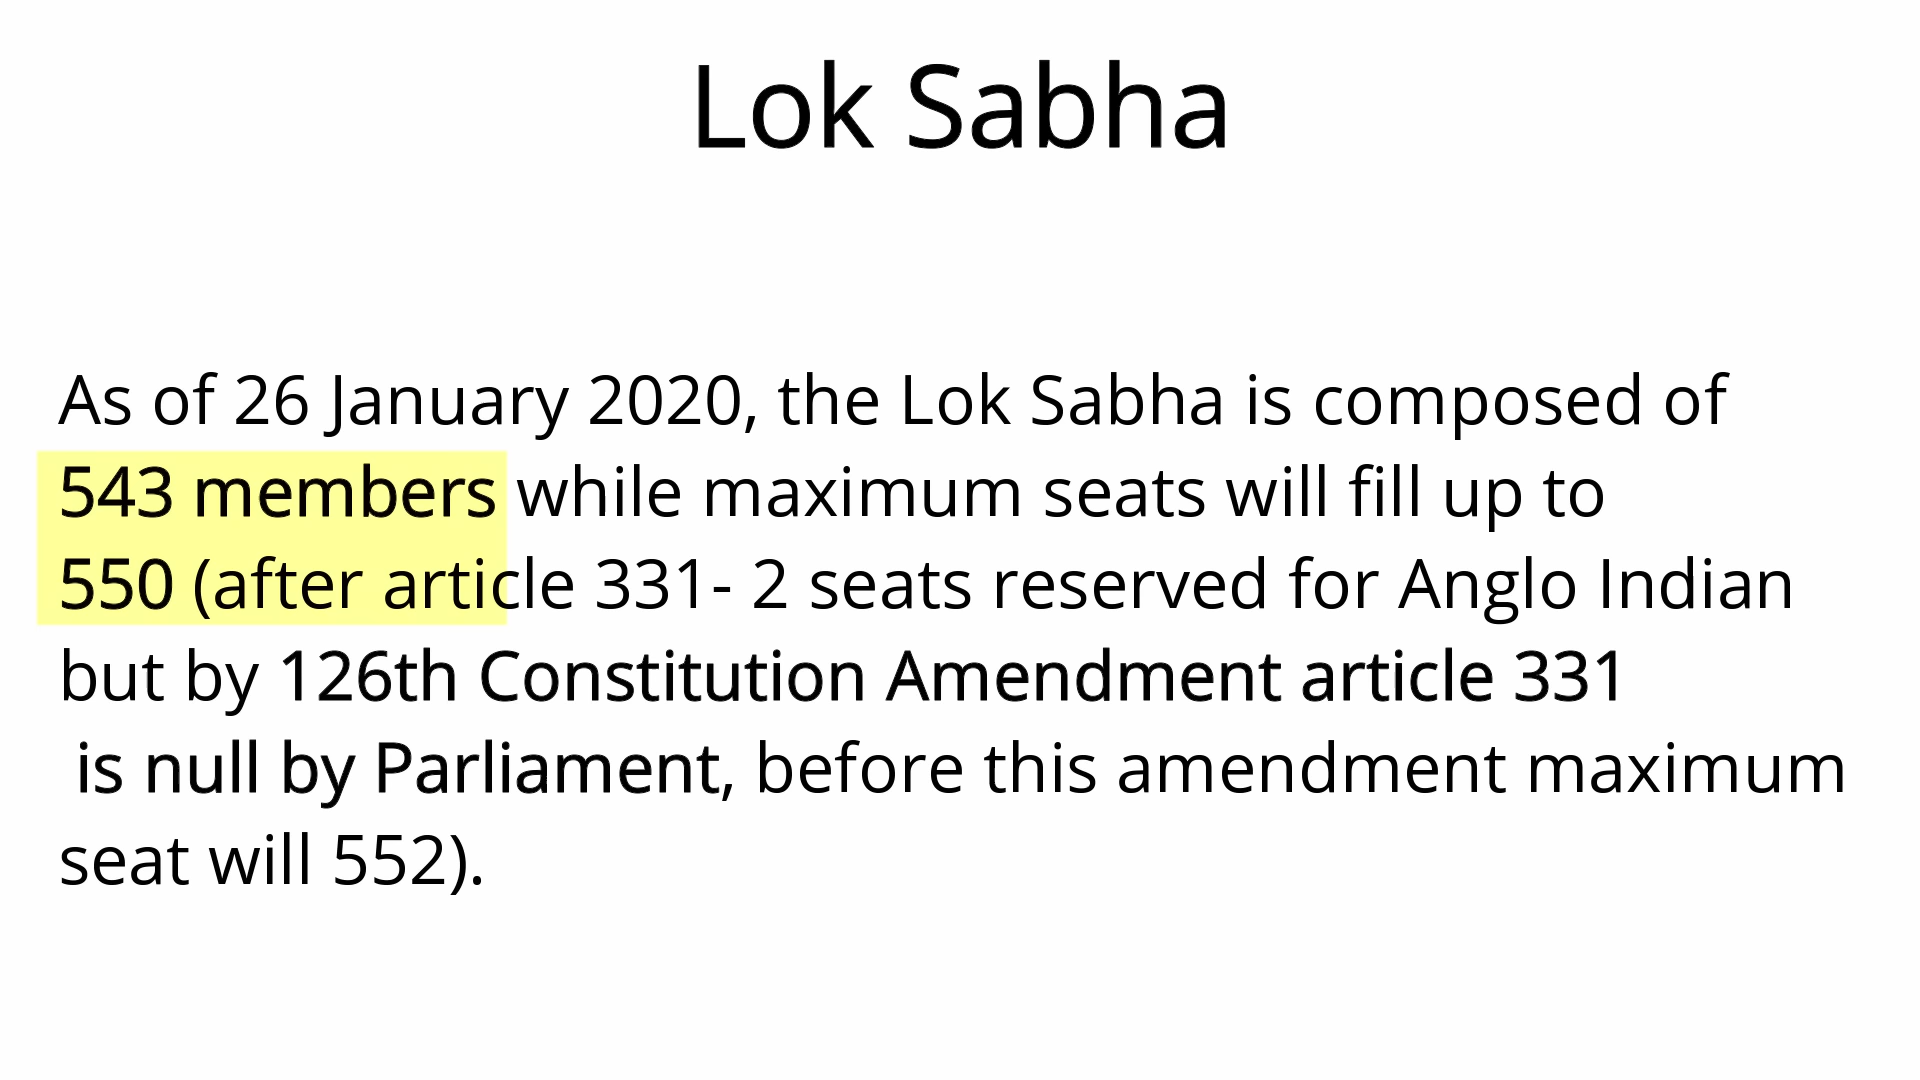 Lok Sabha
As of 26 January 2020, the Lok Sabha is composed of
543 members while maximum seats will fill up to
550 (after article 331- 2 seats reserved for Anglo Indian
but by 126th Constitution Amendment article 331
is null by Parliament, before this amendment maximum
seat will 552).